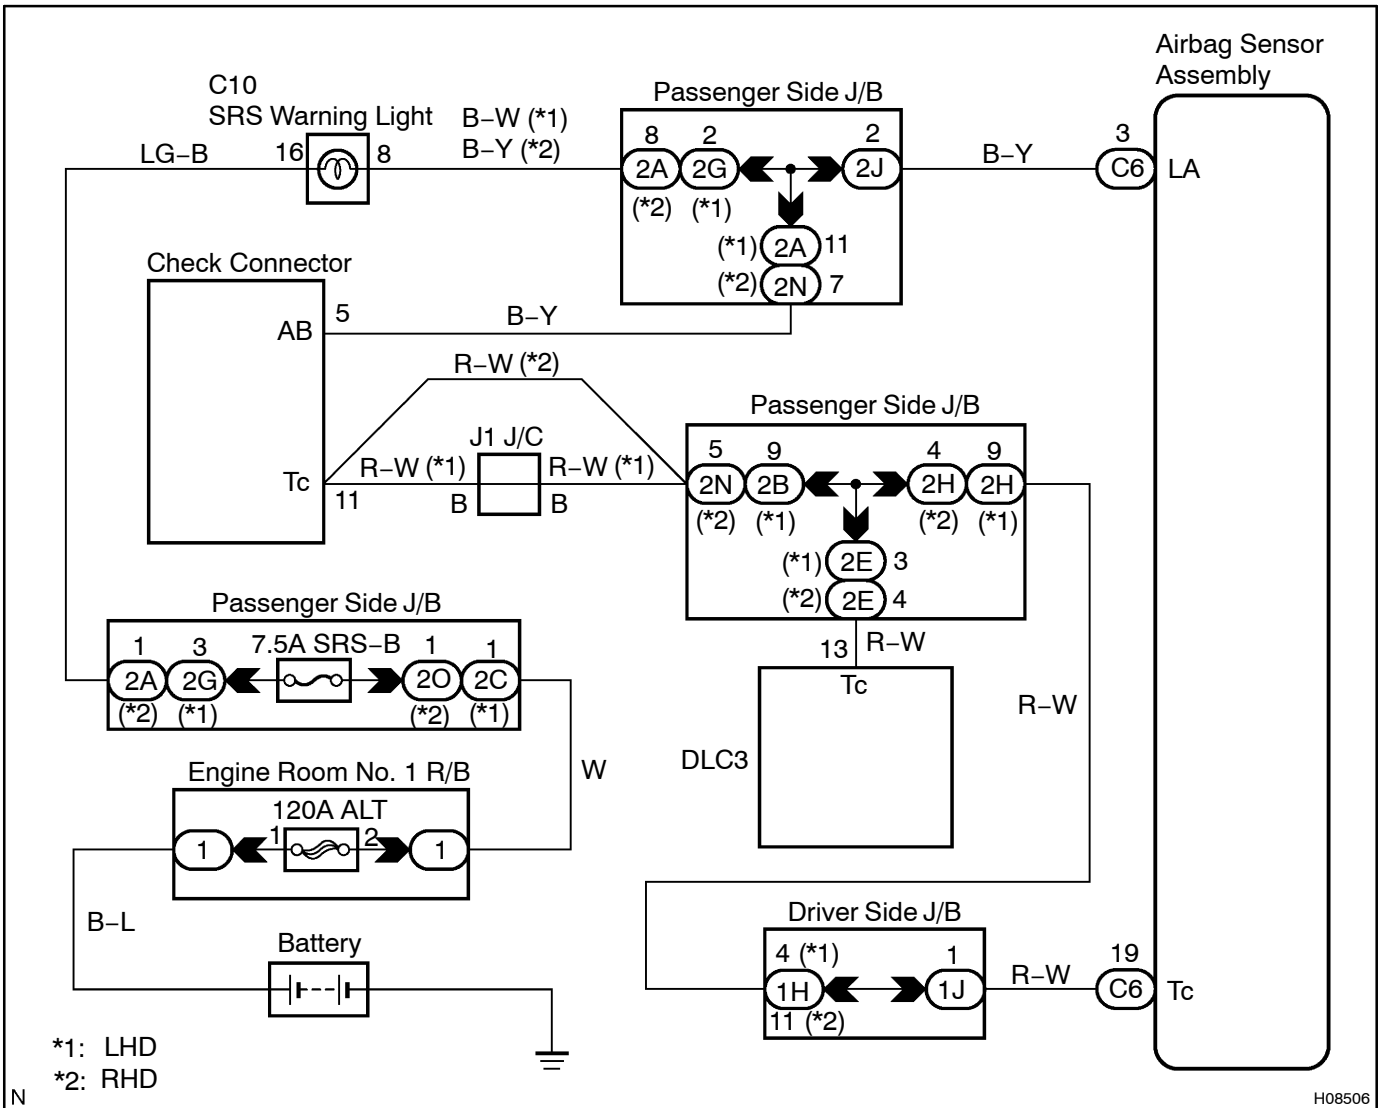 Airbag Sensor
Assembly
C10
SRS Warning Light
Passenger Side J/B
B–W (*1)
B–Y (*2)
LG–B
16
8
8
2
2
3
2A
2G
2J
B–Y
C6
LA
(*2)
(*1)
(*1)
2A
11
(*2)
2N
7
Check Connector
AB
5
B–Y
R–W (*2)
Passenger Side J/B
J1 J/C
R–W (*1)
R–W (*1)
Tc
11
B
B
5
9
4
9
2N
2B
2H
2H
(*2)
(*1)
(*2)
(*1)
(*1)
2E
3
(*2)
2E
4
13
R–W
Tc
DLC3
R–W
Passenger Side J/B
1
3
7.5A SRS–B
1
1
2A
2G
2O
2C
(*2)
(*1)
(*2)
(*1)
W
Engine Room No. 1 R/B
120A ALT
1
1
2
1
B–L
Battery
Driver Side J/B
4 (*1)
1
19
1H
1J
R–W
C6
Tc
11 (*2)
*1: LHD
*2: RHD
N
H08506